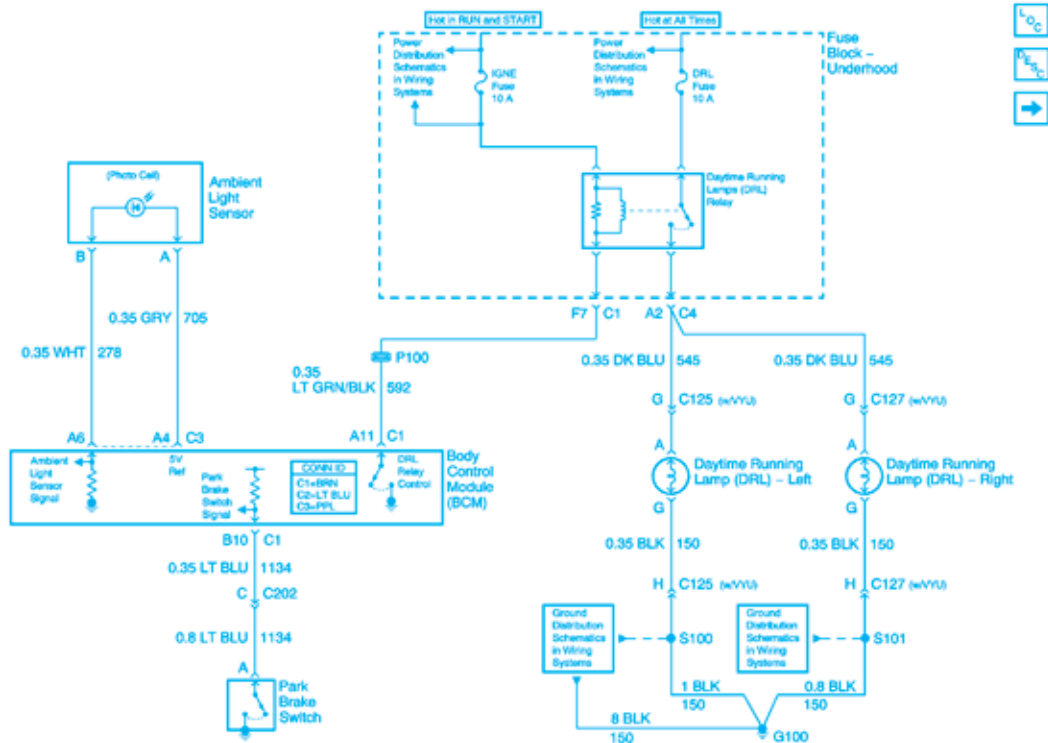 Hot in RUN and START
Hot at All Times
LOC
DESC
Power
Distribution
Schematics
in Wiring
Systems
IGNE
Fuse
10 A
Power
Distribution
Schematics
in Wiring
Systems
DRL
Fuse
10 A
Fuse
Block –
Underhood
(Photo Cell)
Ambient
Light
Sensor
Daytime Running
Lamps (DRL)
Relay
B
A
F7
C1
A2
C4
0.35 GRY
705
0.35 WHT
278
P100
0.35
LT GRN/BLK
592
0.35 DK BLU
545
0.35 DK BLU
545
G
C125 (w/VYU)
G
C127 (w/VYU)
A6
A4
C3
A11
C1
A
A
Ambient
Light
Sensor
Signal
5V
Ref
Park
Brake
Switch
Signal
CONN ID
C1=BRN
C2=LT BLU
C3=PPL
DRL
Relay
Control
Body
Control
Module
(BCM)
Daytime Running
Lamp (DRL) – Left
Daytime Running
Lamp (DRL) – Right
G
G
B10
C1
0.35 BLK
150
0.35 BLK
150
0.35 LT BLU
1134
H
C125 (w/VYU)
H
C127 (w/VYU)
C
C202
0.8 LT BLU
1134
Ground
Distribution
Schematics
in Wiring
Systems
S100
Ground
Distribution
Schematics
in Wiring
Systems
S101
A
Park
Brake
Switch
1 BLK
150
0.8 BLK
150
8 BLK
150
G100